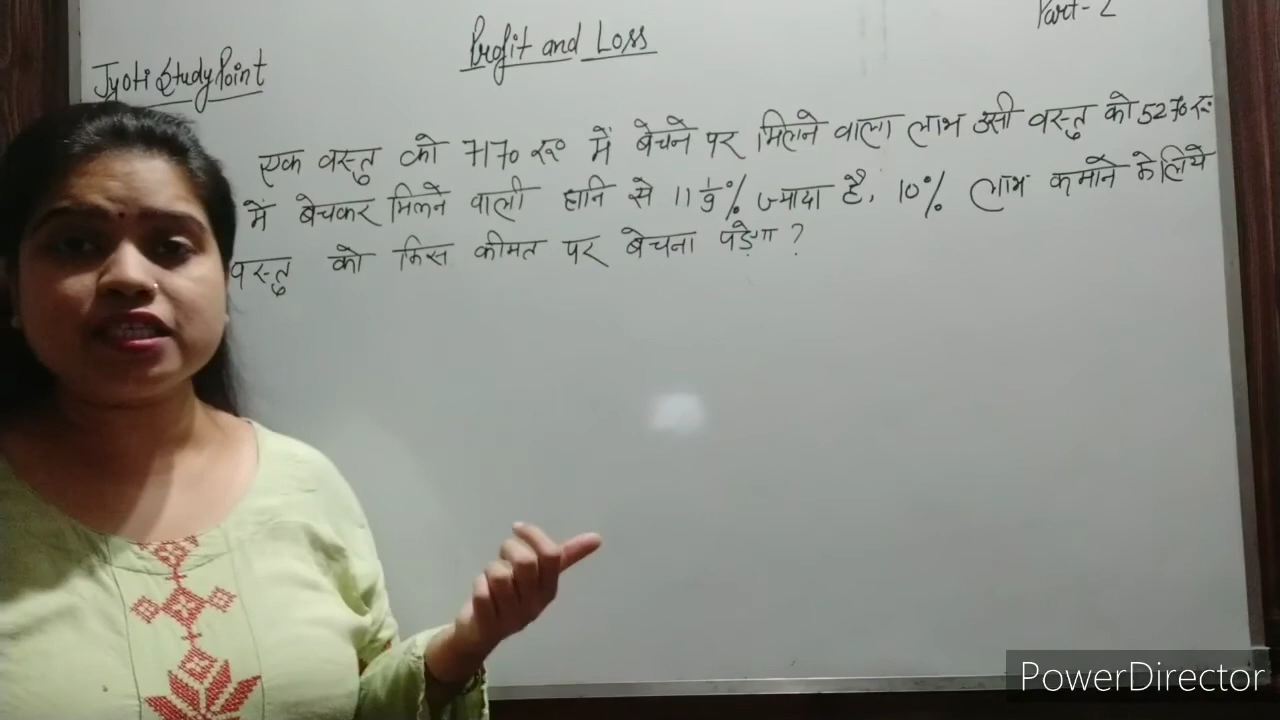 Part-2
Profit and Loss
Jyoti Study Point
एक वस्तु को 7170 रू० में बेचने पर मिलने वाला लाभ उसी वस्तु को 5270 रू०
में बेचकर मिलने वाली हानि से 11 1/9% ज्यादा है, 10% लाभ कमाने के लिये
वस्तु को किस कीमत पर बेचना पड़ेगा ?
PowerDirector